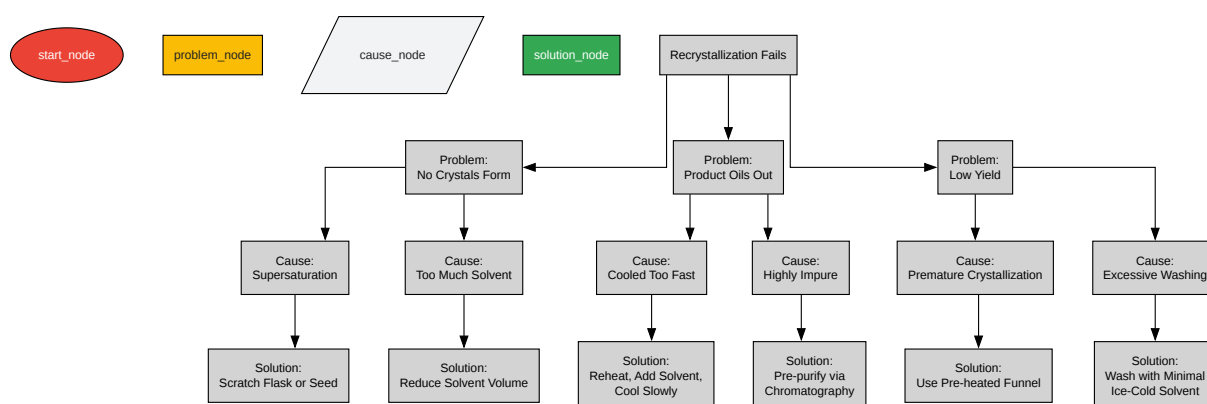 start_node
problem_node
cause_node
solution_node
Recrystallization Fails
Problem:
No Crystals Form
Problem:
Product Oils Out
Problem:
Low Yield
Cause:
Supersaturation
Cause:
Too Much Solvent
Cause:
Cooled Too Fast
Cause:
Highly Impure
Cause:
Premature Crystallization
Cause:
Excessive Washing
Solution:
Scratch Flask or Seed
Solution:
Reduce Solvent Volume
Solution:
Reheat, Add Solvent,
Cool Slowly
Solution:
Pre-purify via
Chromatography
Solution:
Use Pre-heated Funnel
Solution:
Wash with Minimal
Ice-Cold Solvent